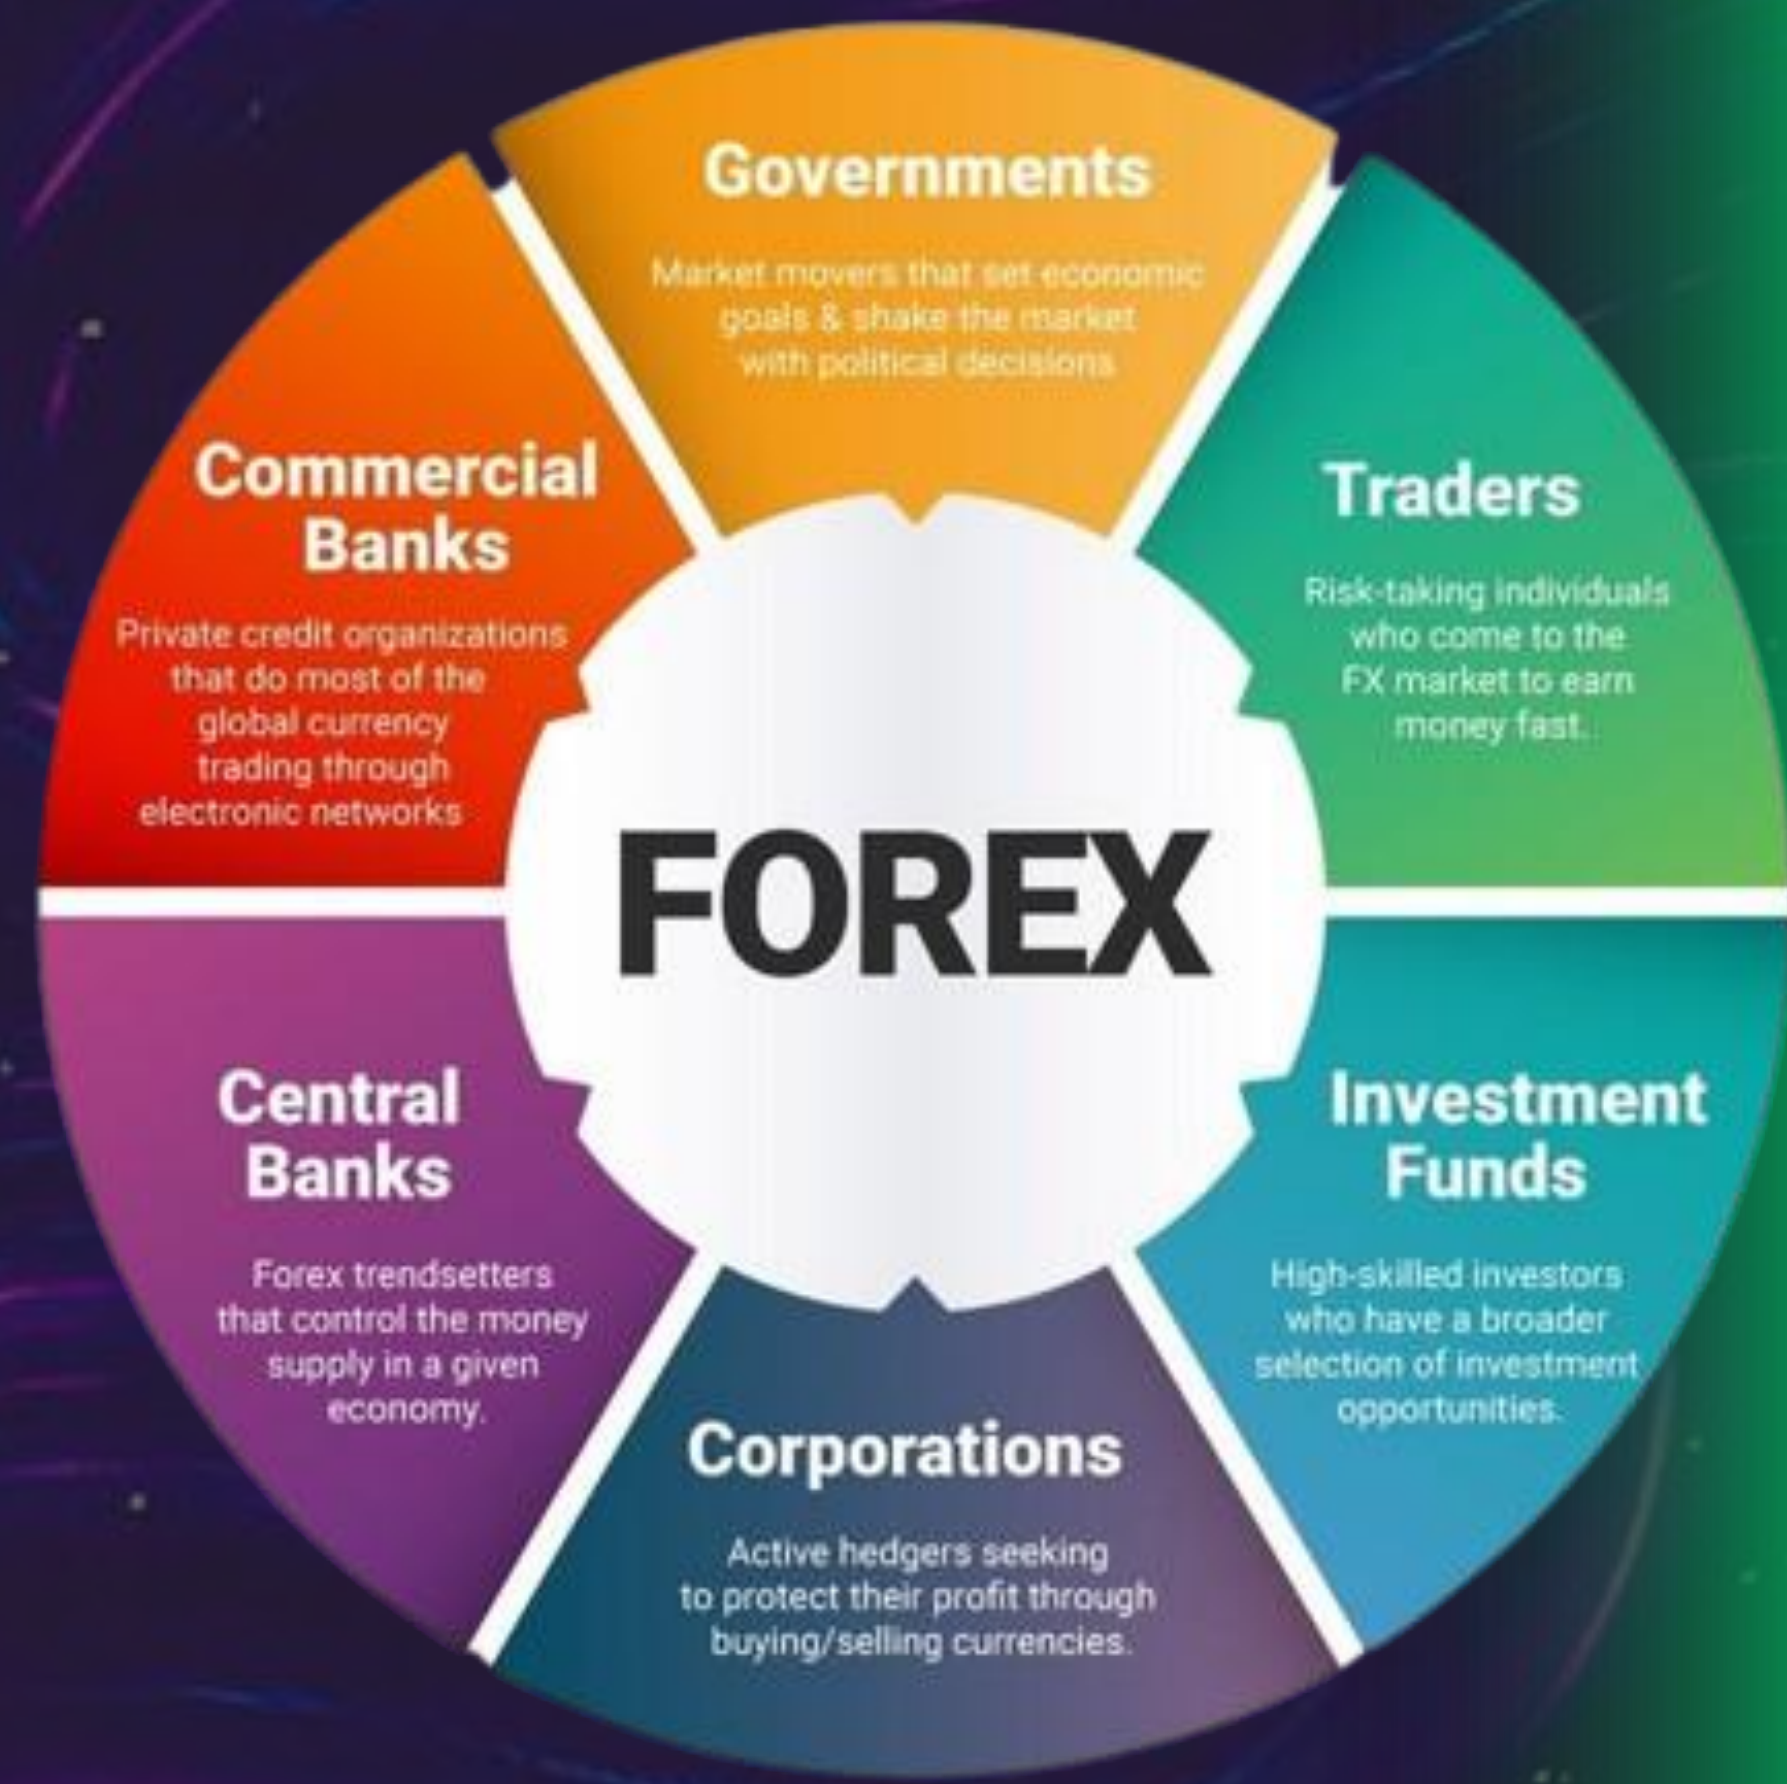 Governments
Market movers that set economic
goals & shake the market
with political decisions
Traders
Risk-taking individuals
who come to the
FX market to earn
money fast.
Investment
Funds
High-skilled investors
who have a broader
selection of investment
opportunities.
Corporations
Active hedgers seeking
to protect their profit through
buying/selling currencies.
Central
Banks
Forex trendsetters
that control the money
supply in a given
economy.
Commercial
Banks
Private credit organizations
that do most of the
global currency
trading through
electronic networks
FOREX